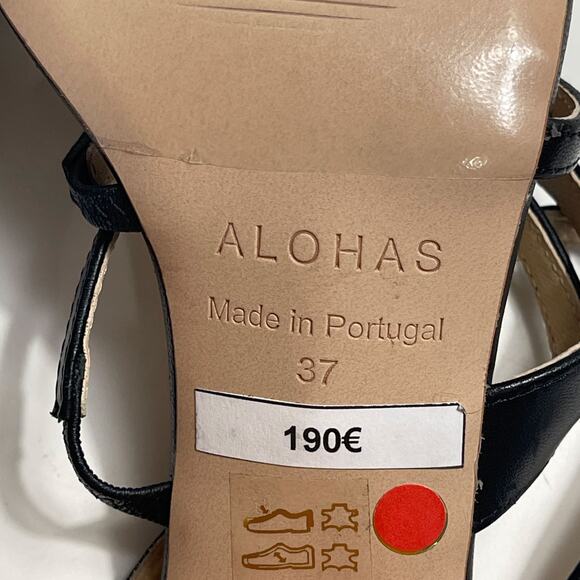 ALOHAS
Made in Portugal
37
190€